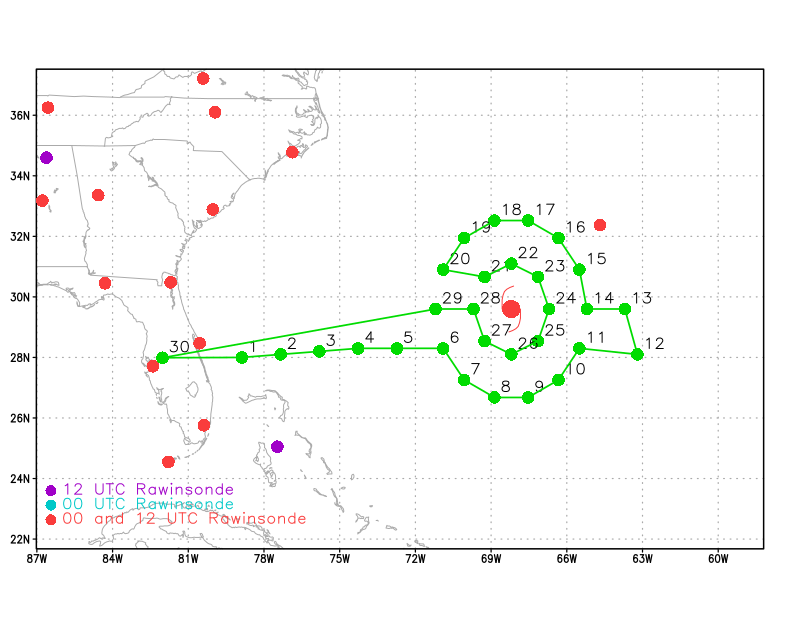 36N
34N
32N
30N
28N
26N
24N
22N
18 17
19 16
20 21 22 23 15
29 28 24 14 13
27 26 25
30 1 2 3 4 5 6 11 12
7 10
8 9
12 UTC Rawinsonde
00 UTC Rawinsonde
00 and 12 UTC Rawinsonde
87W 84W 81W 78W 75W 72W 69W 66W 63W 60W